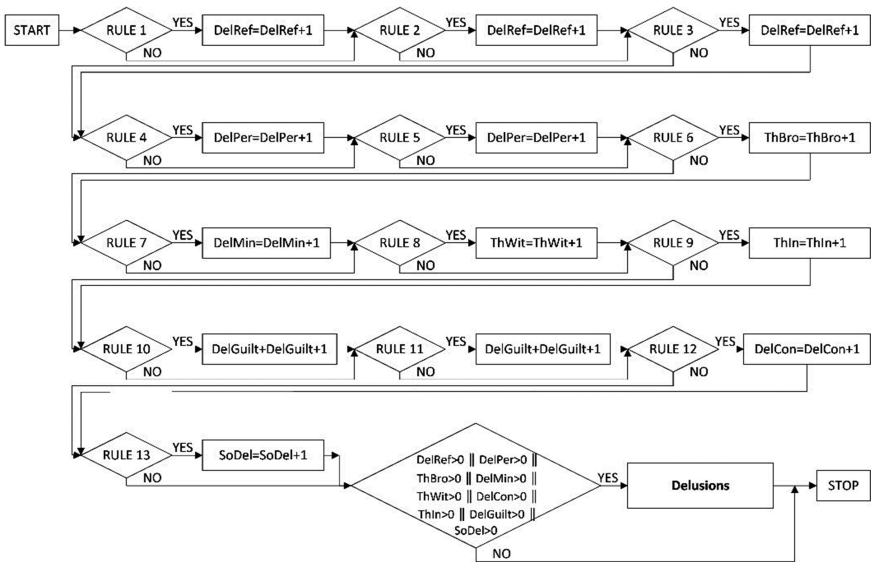 START
RULE 1
YES
NO
DelRef=DelRef+1
RULE 2
YES
NO
DelRef=DelRef+1
RULE 3
YES
NO
DelRef=DelRef+1
RULE 4
YES
NO
DelPer=DelPer+1
RULE 5
YES
NO
DelPer=DelPer+1
RULE 6
YES
NO
ThBro=ThBro+1
RULE 7
YES
NO
DelMin=DelMin+1
RULE 8
YES
NO
ThWit=ThWit+1
RULE 9
YES
NO
ThIn=ThIn+1
RULE 10
YES
NO
DelGuilt+DelGuilt+1
RULE 11
YES
NO
DelGuilt+DelGuilt+1
RULE 12
YES
NO
DelCon=DelCon+1
RULE 13
YES
NO
SoDel=SoDel+1
DelRef>0 || DelPer>0 ||
ThBro>0 || DelMin>0 ||
ThWit>0 || DelCon>0 ||
ThIn>0 || DelGuilt>0 ||
SoDel>0
YES
NO
Delusions
STOP